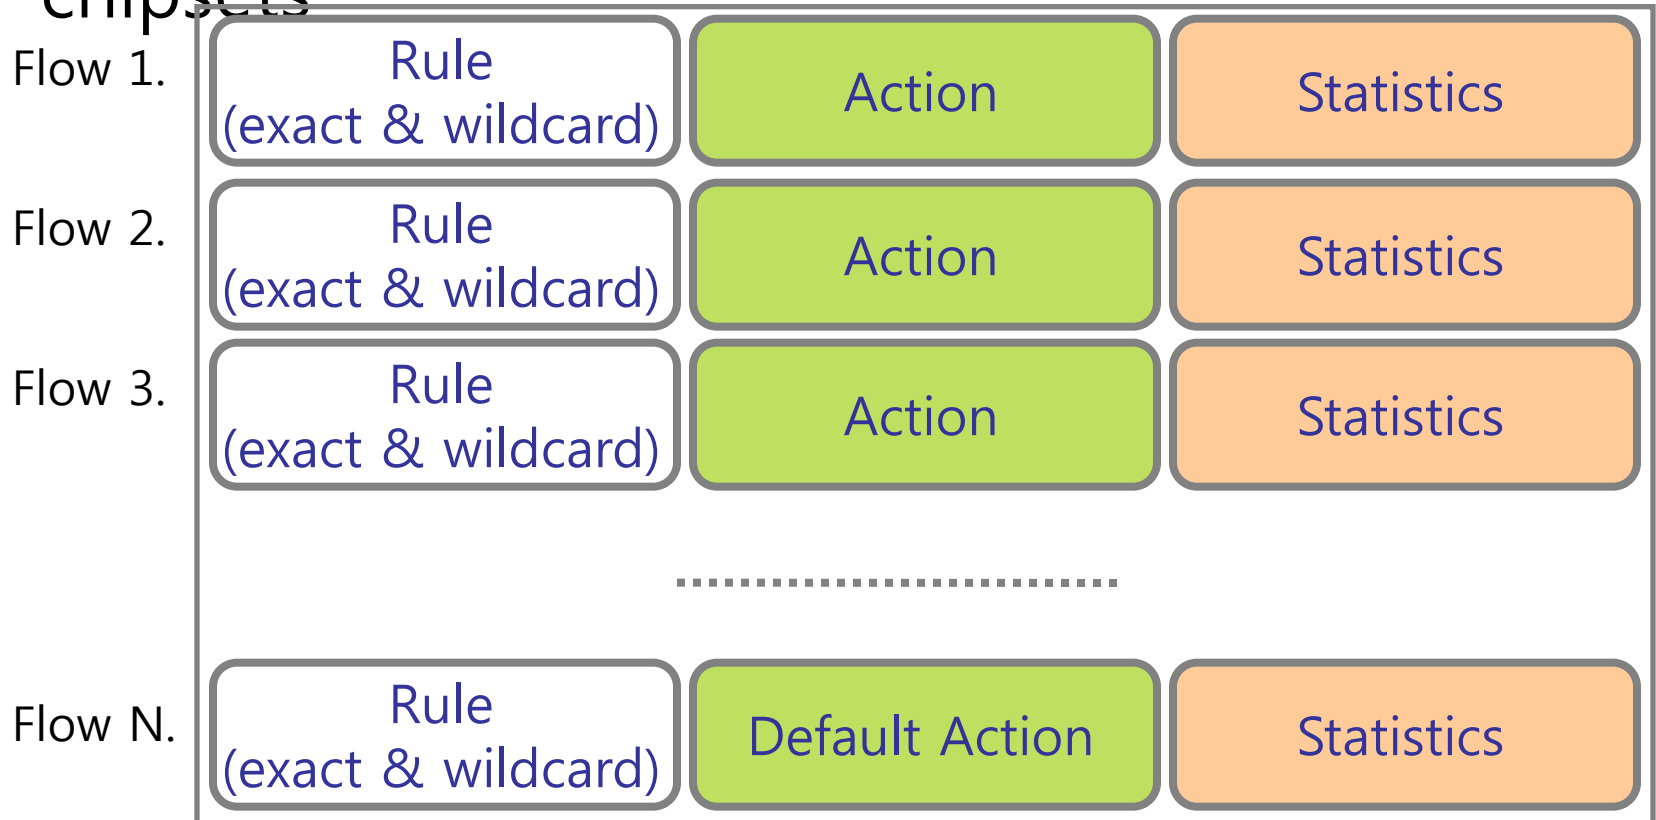 chipsets
Flow 1.
Rule
(exact & wildcard)
Action
Statistics
Flow 2.
Rule
(exact & wildcard)
Action
Statistics
Flow 3.
Rule
(exact & wildcard)
Action
Statistics
Flow N.
Rule
(exact & wildcard)
Default Action
Statistics